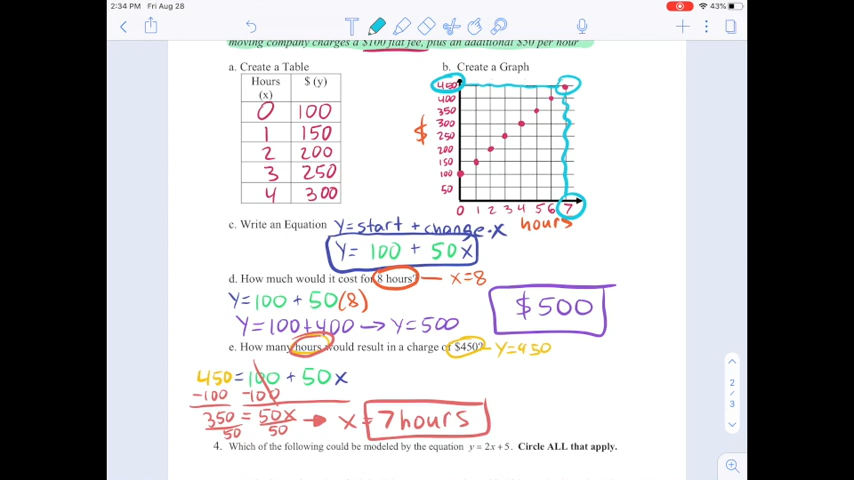 2:34 PM Fri Aug 28
43%
moving company charges a $100 flat fee, plus an additional $50 per hour
a. Create a Table
b. Create a Graph
Hours (x) $ (y)
0 100
1 150
2 200
3 250
4 300
450
400
350
300
250
200
150
100
50
$
0 1 2 3 4 5 6 7
hours
c. Write an Equation y=start + change•x
y= 100 + 50x
d. How much would it cost for 8 hours? — x=8
y=100 + 50(8)
y=100+400 → y=500
$500
e. How many hours would result in a charge of $450? - y=450
450=100 + 50x
-100 -100
350 = 50x → x = 7 hours
50 50
4. Which of the following could be modeled by the equation y = 2x + 5. Circle ALL that apply.
2
/
3